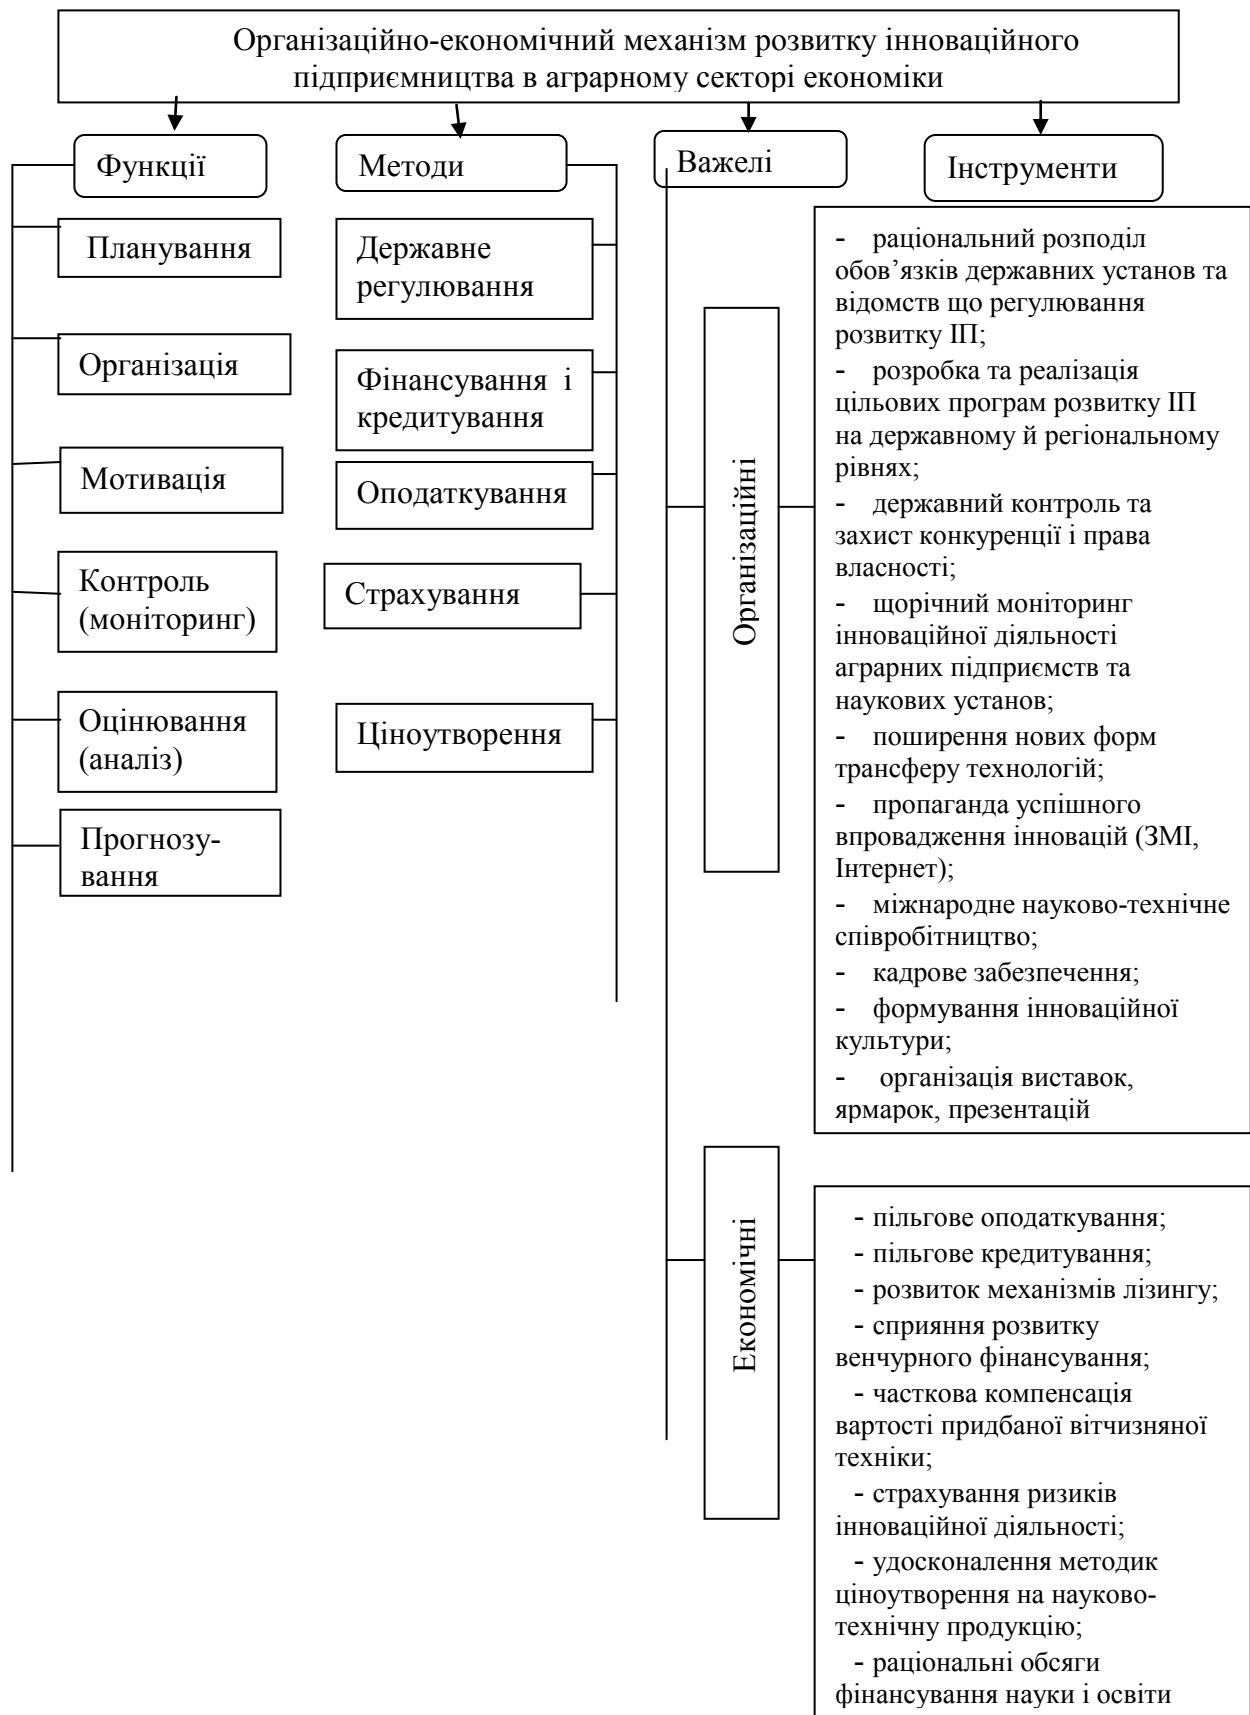 Організаційно-економічний механізм розвитку інноваційного
підприємництва в аграрному секторі економіки
Функції
Методи
Важелі
Інструменти
Планування
Організація
Мотивація
Контроль
(моніторинг)
Оцінювання
(аналіз)
Прогнозу-
вання
Державне
регулювання
Фінансування і
кредитування
Оподаткування
Страхування
Ціноутворення
Організаційні
- раціональний розподіл
обов’язків державних установ та
відомств що регулювання
розвитку ІП;
- розробка та реалізація
цільових програм розвитку ІП
на державному й регіональному
рівнях;
- державний контроль та
захист конкуренції і права
власності;
- щорічний моніторинг
інноваційної діяльності
аграрних підприємств та
наукових установ;
- поширення нових форм
трансферу технологій;
- пропаганда успішного
впровадження інновацій (ЗМІ,
Інтернет);
- міжнародне науково-технічне
співробітництво;
- кадрове забезпечення;
- формування інноваційної
культури;
- організація виставок,
ярмарок, презентацій
Економічні
- пільгове оподаткування;
- пільгове кредитування;
- розвиток механізмів лізингу;
- сприяння розвитку
венчурного фінансування;
- часткова компенсація
вартості придбаної вітчизняної
техніки;
- страхування ризиків
інноваційної діяльності;
- удосконалення методик
ціноутворення на науково-
технічну продукцію;
- раціональні обсяги
фінансування науки і освіти